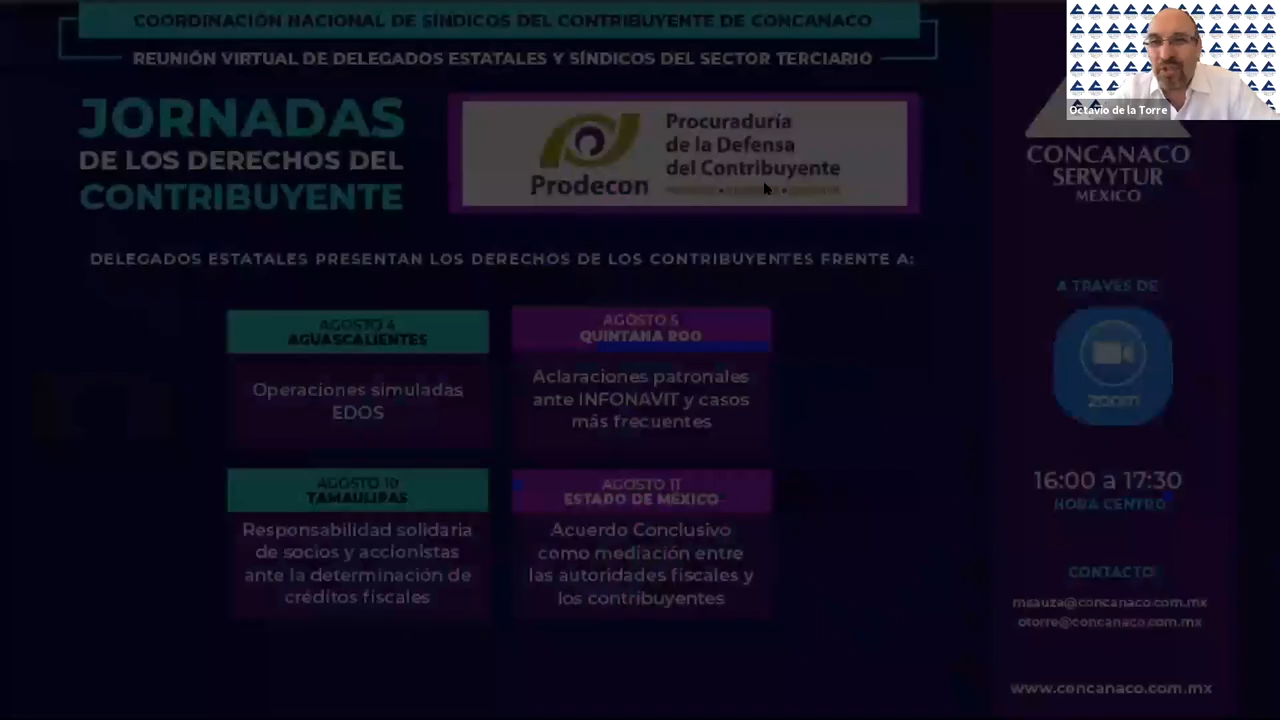 COORDINACIÓN NACIONAL DE SÍNDICOS DEL CONTRIBUYENTE DE CONCANACO
REUNIÓN VIRTUAL DE DELEGADOS ESTATALES Y SÍNDICOS DEL SECTOR TERCIARIO
JORNADAS
DE LOS DERECHOS DEL
CONTRIBUYENTE
Prodecon
Procuraduría
de la Defensa
del Contribuyente
DELEGADOS ESTATALES PRESENTAN LOS DERECHOS DE LOS CONTRIBUYENTES FRENTE A:
AGOSTO 4
AGUASCALIENTES
Operaciones simuladas
EDOS
AGOSTO 5
QUINTANA ROO
Aclaraciones patronales
ante INFONAVIT y casos
más frecuentes
AGOSTO 10
TAMAULIPAS
Responsabilidad solidaria
de socios y accionistas
ante la determinación de
créditos fiscales
AGOSTO 11
ESTADO DE MÉXICO
Acuerdo Conclusivo
como mediación entre
las autoridades fiscales y
los contribuyentes
Octavio de la Torre
CONCANACO
SERVYTUR
MÉXICO
A TRAVÉS DE
zoom
16:00 a 17:30
HORA CENTRO
CONTACTO
msauza@concanaco.com.mx
otorre@concanaco.com.mx
www.concanaco.com.mx